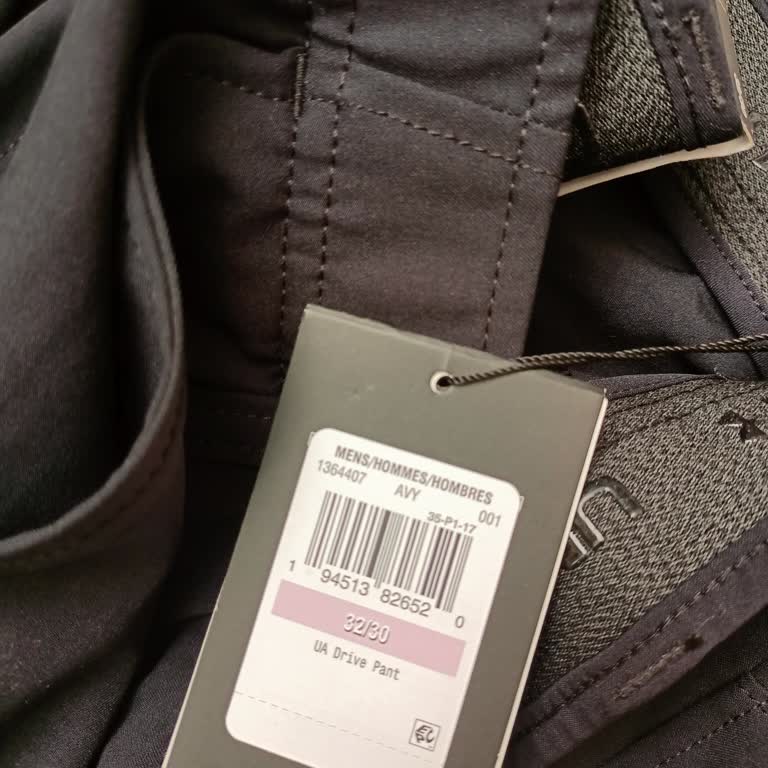 MENS/HOMMES/HOMBRES
1364407 AVY 001
35-P1-17
1 94513 82652 0
32/30
UA Drive Pant